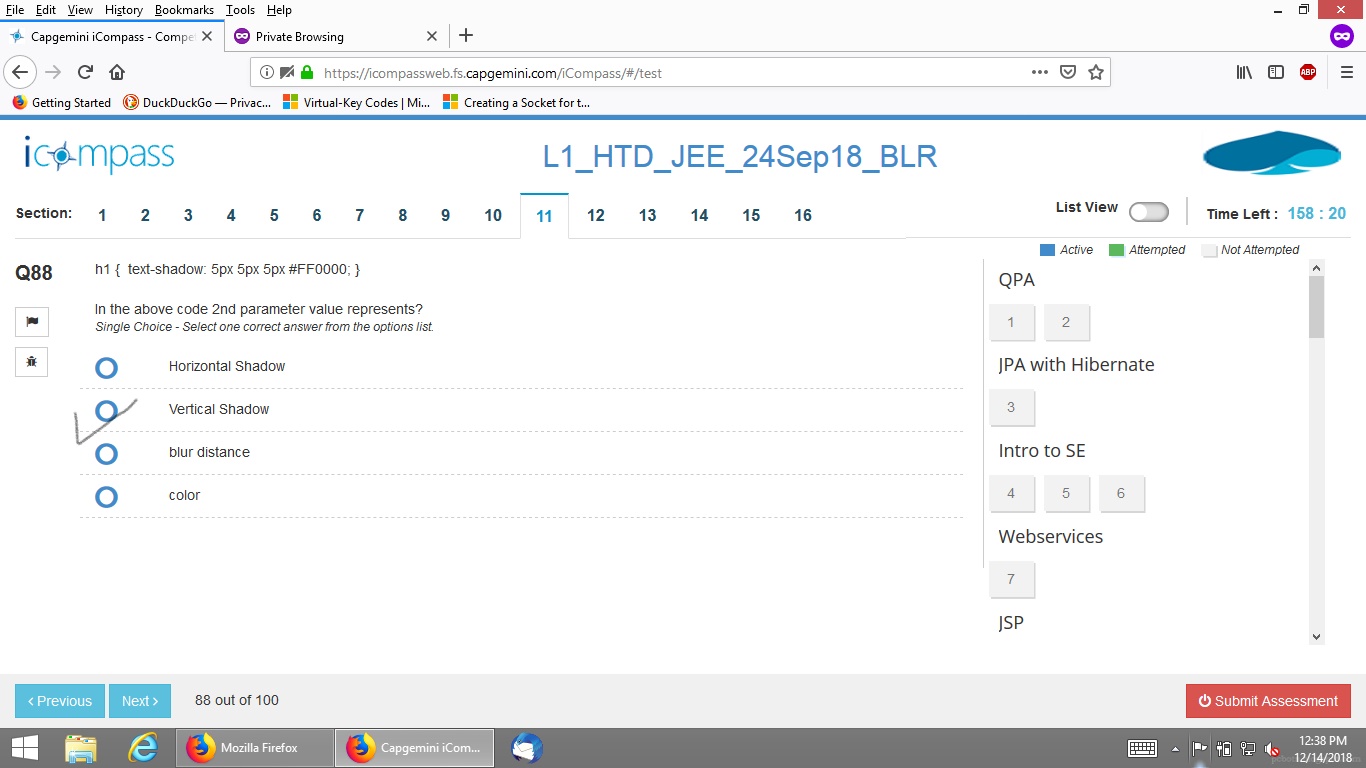 File Edit View History Bookmarks Tools Help
Capgemini iCompass - Compet
Private Browsing
https://icompassweb.fs.capgemini.com/iCompass/#/test
ABP
Getting Started
DuckDuckGo — Privac...
Virtual-Key Codes | Mi...
Creating a Socket for t...
icompass
L1_HTD_JEE_24Sep18_BLR
Section: 1 2 3 4 5 6 7 8 9 10 11 12 13 14 15 16
List View
Time Left : 158 : 20
Active Attempted Not Attempted
Q88
h1 { text-shadow: 5px 5px 5px #FF0000; }
In the above code 2nd parameter value represents?
Single Choice - Select one correct answer from the options list.
Horizontal Shadow
Vertical Shadow
blur distance
color
QPA
1 2
JPA with Hibernate
3
Intro to SE
4 5 6
Webservices
7
JSP
‹ Previous
Next ›
88 out of 100
Submit Assessment
Mozilla Firefox
Capgemini iCom...
12:38 PM
12/14/2018